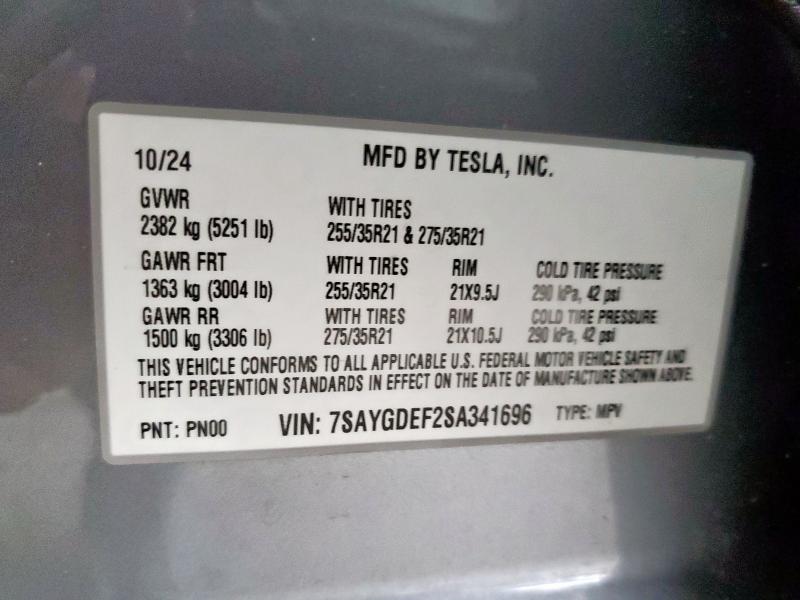 10/24 MFD BY TESLA, INC.
GVWR
2382 kg (5251 lb) WITH TIRES
255/35R21 & 275/35R21
GAWR FRT WITH TIRES RIM COLD TIRE PRESSURE
1363 kg (3004 lb) 255/35R21 21X9.5J 290 kPa, 42 psi
GAWR RR WITH TIRES RIM COLD TIRE PRESSURE
1500 kg (3306 lb) 275/35R21 21X10.5J 290 kPa, 42 psi
THIS VEHICLE CONFORMS TO ALL APPLICABLE U.S. FEDERAL MOTOR VEHICLE SAFETY AND
THEFT PREVENTION STANDARDS IN EFFECT ON THE DATE OF MANUFACTURE SHOWN ABOVE.
PNT: PN00 VIN: 7SAYGDEF2SA341696 TYPE: MPV